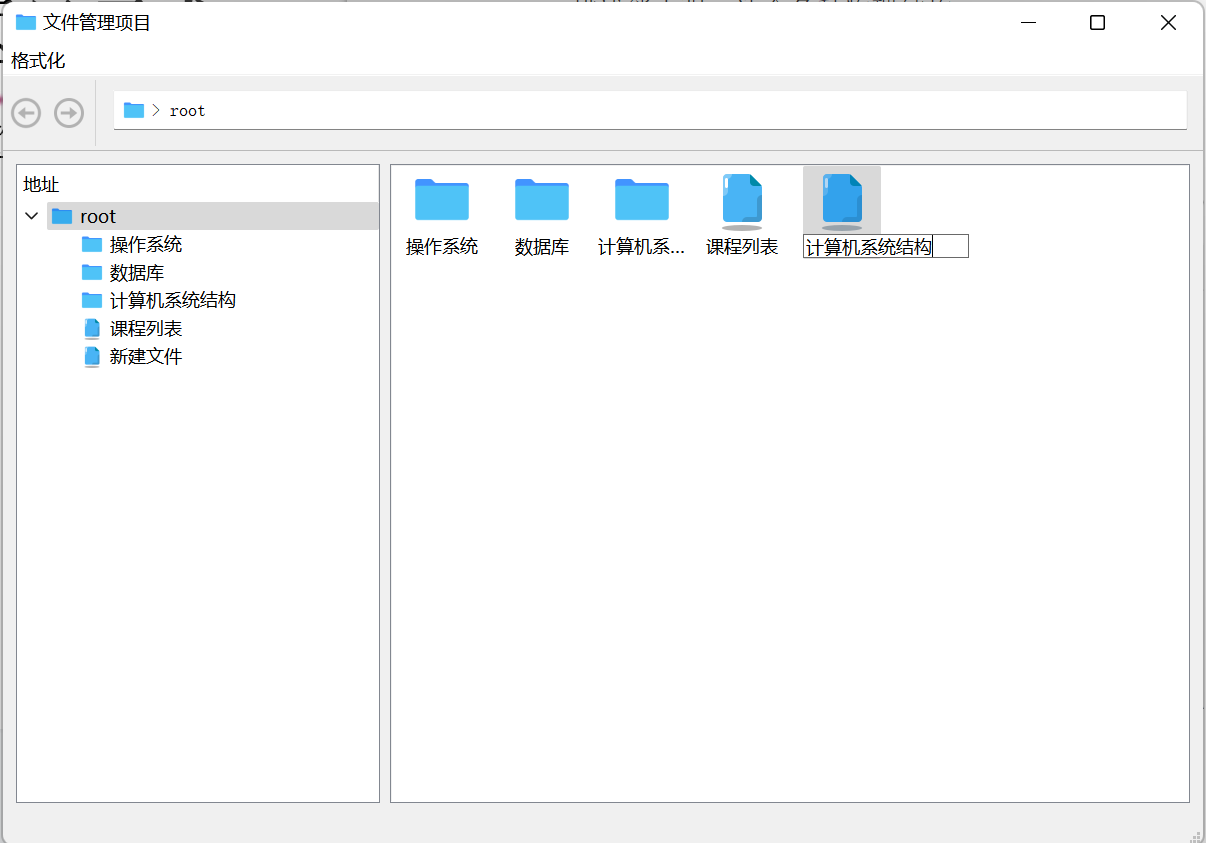 文件管理项目
格式化
root
地址
root
操作系统
数据库
计算机系统结构
课程列表
新建文件
操作系统
数据库
计算机系...
课程列表
计算机系统结构